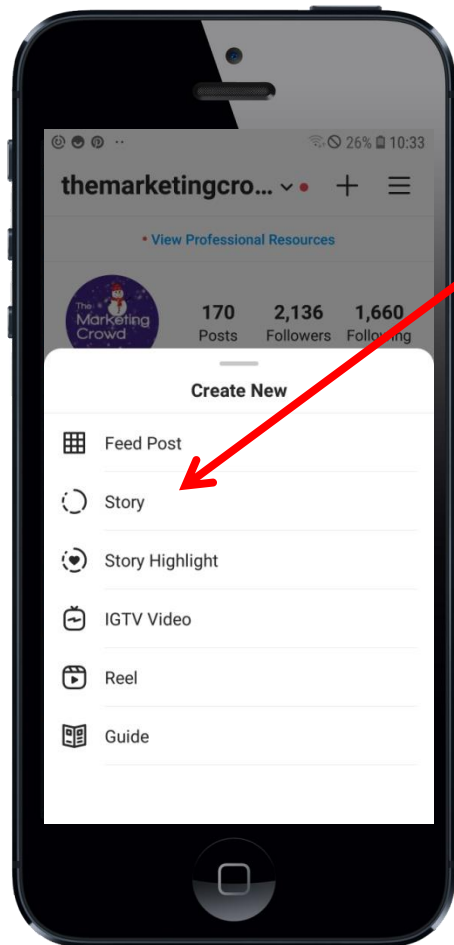 26% 10:33
themarketingcro...
• View Professional Resources
The
Marketing
Crowd
170 2,136 1,660
Posts Followers Following
Create New
Feed Post
Story
Story Highlight
IGTV Video
Reel
Guide